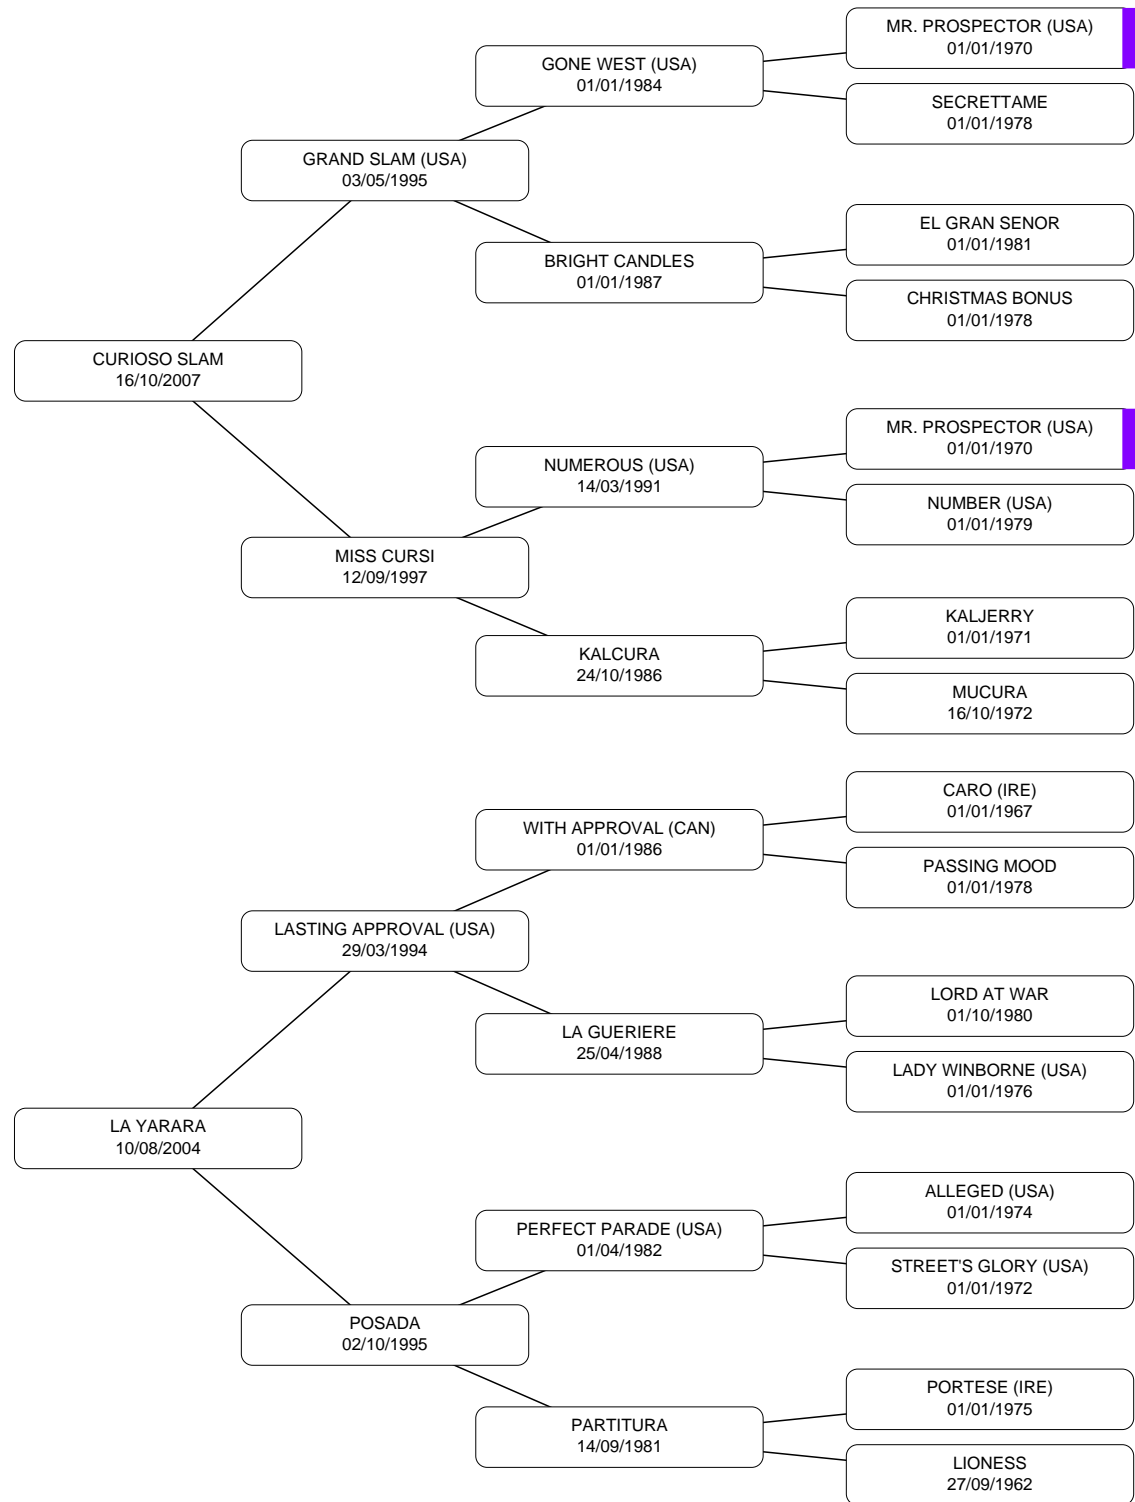 MR. PROSPECTOR (USA)
01/01/1970
GONE WEST (USA)
01/01/1984
SECRETTAME
01/01/1978
GRAND SLAM (USA)
03/05/1995
EL GRAN SENOR
01/01/1981
BRIGHT CANDLES
01/01/1987
CHRISTMAS BONUS
01/01/1978
CURIOSO SLAM
16/10/2007
MR. PROSPECTOR (USA)
01/01/1970
NUMEROUS (USA)
14/03/1991
NUMBER (USA)
01/01/1979
MISS CURSI
12/09/1997
KALJERRY
01/01/1971
KALCURA
24/10/1986
MUCURA
16/10/1972
CARO (IRE)
01/01/1967
WITH APPROVAL (CAN)
01/01/1986
PASSING MOOD
01/01/1978
LASTING APPROVAL (USA)
29/03/1994
LORD AT WAR
01/10/1980
LA GUERIERE
25/04/1988
LADY WINBORNE (USA)
01/01/1976
LA YARARA
10/08/2004
ALLEGED (USA)
01/01/1974
PERFECT PARADE (USA)
01/04/1982
STREET'S GLORY (USA)
01/01/1972
POSADA
02/10/1995
PORTESE (IRE)
01/01/1975
PARTITURA
14/09/1981
LIONESS
27/09/1962